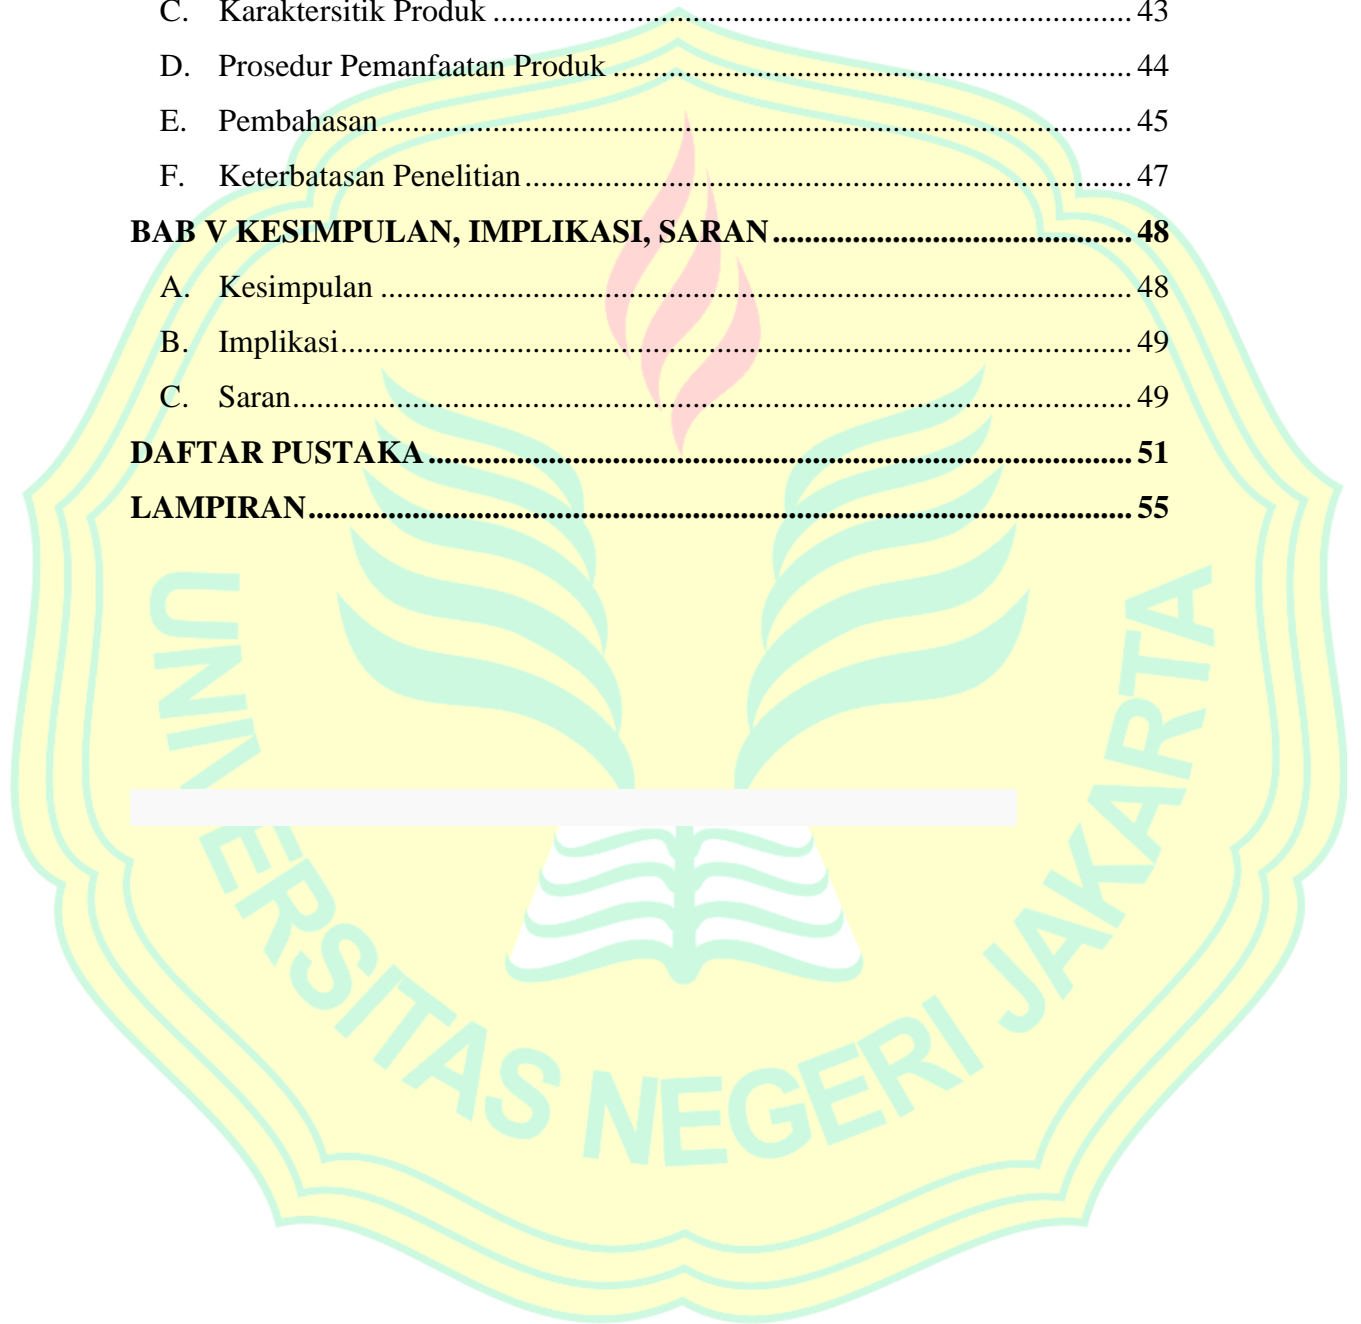 C. Karaktersitik Produk ................................................................................ 43
D. Prosedur Pemanfaatan Produk ................................................................. 44
E. Pembahasan.............................................................................................. 45
F. Keterbatasan Penelitian............................................................................ 47
BAB V KESIMPULAN, IMPLIKASI, SARAN ............................................. 48
A. Kesimpulan .............................................................................................. 48
B. Implikasi................................................................................................... 49
C. Saran......................................................................................................... 49
DAFTAR PUSTAKA ........................................................................................ 51
LAMPIRAN....................................................................................................... 55
UNIVERSITAS NEGERI JAKARTA